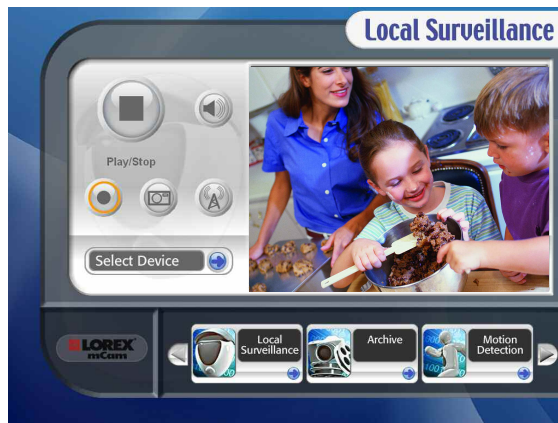 Local Surveillance
Play/Stop
Select Device
LOREX
mCam
Local
Surveillance
Archive
Motion
Detection